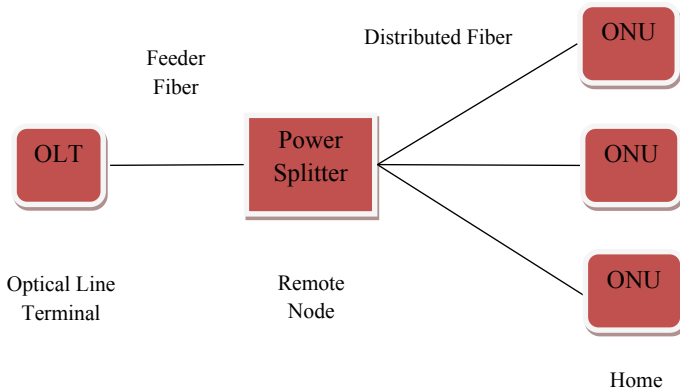 ONU
Distributed Fiber
Feeder
Fiber
OLT
Power
Splitter
ONU
ONU
Optical Line
Terminal
Remote
Node
Home